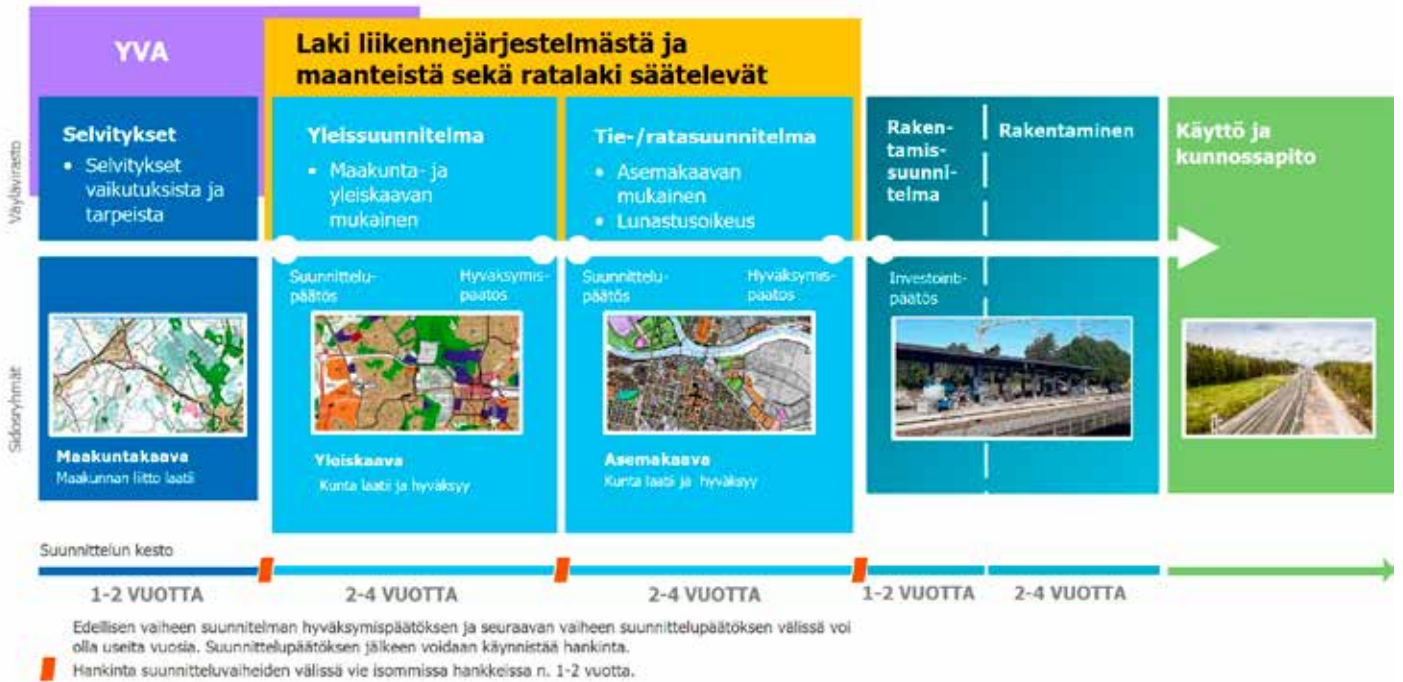 YVA
Laki liikennejärjestelmästä ja
maanteistä sekä ratalaki säätelevät
Väylävirasto
Selvitykset
• Selvitykset
vaikutuksista ja
tarpeista
Yleissuunnitelma
• Maakunta- ja
yleiskaavan
mukainen
Tie-/ratasuunnitelma
• Asemakaavan
mukainen
• Lunastusoikeus
Raken-
tamis-
suunni-
telma
Rakentaminen
Käyttö ja
kunnossapito
Sidosryhmät
Suunnittelu-
päätös
Hyväksymis-
päätös
Suunnittelu-
päätös
Hyväksymis-
päätös
Investointi-
päätös
Maakuntakaava
Maakunnan liitto laatii
Yleiskaava
Kunta laatii ja hyväksyy
Asemakaava
Kunta laatii ja hyväksyy
Suunnittelun kesto
1-2 VUOTTA
2-4 VUOTTA
2-4 VUOTTA
1-2 VUOTTA
2-4 VUOTTA
Edellisen vaiheen suunnitelman hyväksymispäätöksen ja seuraavan vaiheen suunnittelupäätöksen välissä voi
olla useita vuosia. Suunnittelupäätöksen jälkeen voidaan käynnistää hankinta.
Hankinta suunnitteluvaiheiden välissä vie isommissa hankkeissa n. 1-2 vuotta.